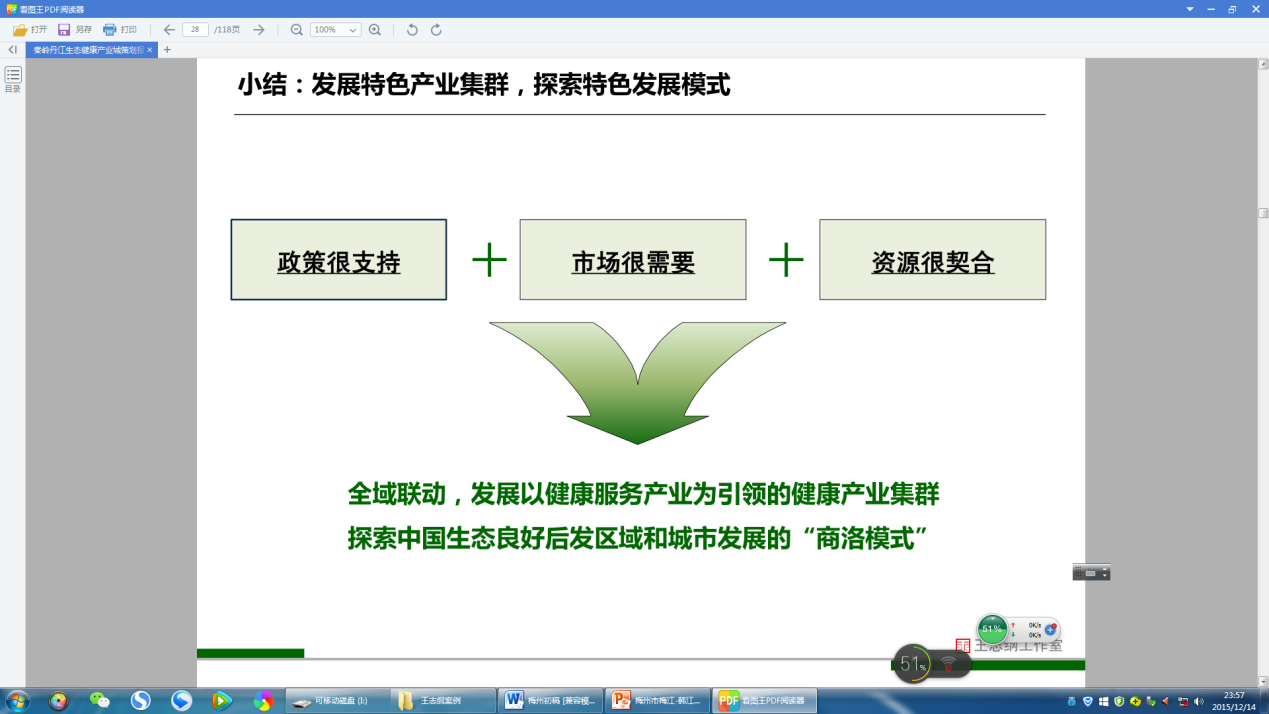 看图王PDF阅读器
打开 另存 打印 28 /118页 100%
秦岭丹江生态健康产业城策划报
目录
小结：发展特色产业集群，探索特色发展模式
政策很支持 + 市场很需要 + 资源很契合
全域联动，发展以健康服务产业为引领的健康产业集群
探索中国生态良好后发区域和城市发展的“商洛模式”
51% 0K/s
0K/s
王志纲工作室
51%
可移动磁盘 (I:) 王志纲案例 梅州初稿 [兼容模... 梅州市梅江-韩江... 看图王PDF阅读器
23:57
2015/12/14